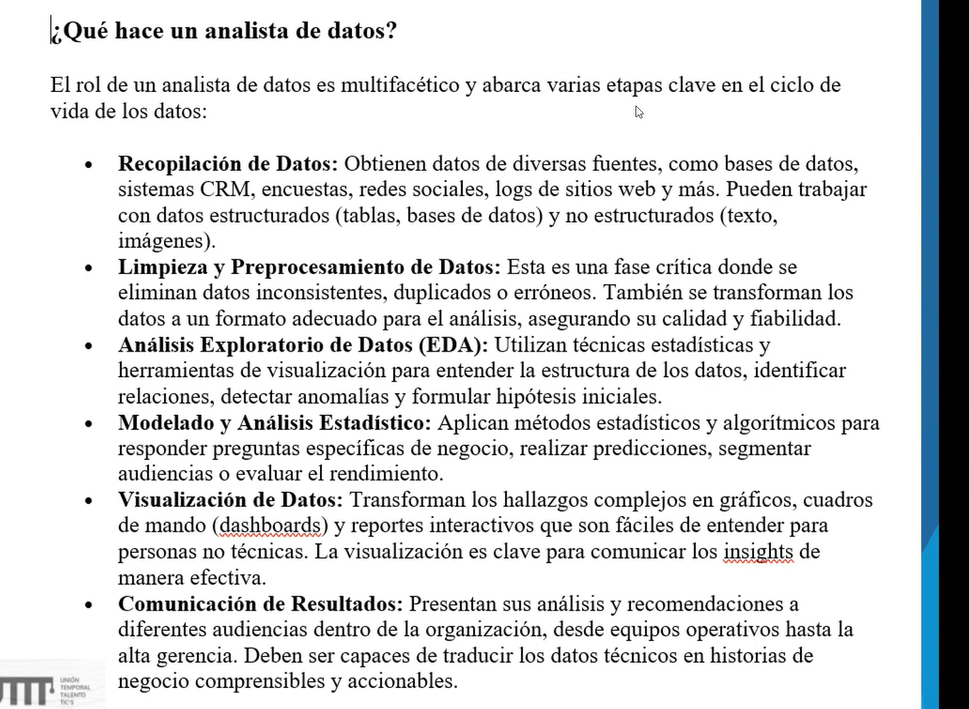 ¿Qué hace un analista de datos?
El rol de un analista de datos es multifacético y abarca varias etapas clave en el ciclo de
vida de los datos:
• Recopilación de Datos: Obtienen datos de diversas fuentes, como bases de datos,
sistemas CRM, encuestas, redes sociales, logs de sitios web y más. Pueden trabajar
con datos estructurados (tablas, bases de datos) y no estructurados (texto,
imágenes).
• Limpieza y Preprocesamiento de Datos: Esta es una fase crítica donde se
eliminan datos inconsistentes, duplicados o erróneos. También se transforman los
datos a un formato adecuado para el análisis, asegurando su calidad y fiabilidad.
• Análisis Exploratorio de Datos (EDA): Utilizan técnicas estadísticas y
herramientas de visualización para entender la estructura de los datos, identificar
relaciones, detectar anomalías y formular hipótesis iniciales.
• Modelado y Análisis Estadístico: Aplican métodos estadísticos y algorítmicos para
responder preguntas específicas de negocio, realizar predicciones, segmentar
audiencias o evaluar el rendimiento.
• Visualización de Datos: Transforman los hallazgos complejos en gráficos, cuadros
de mando (dashboards) y reportes interactivos que son fáciles de entender para
personas no técnicas. La visualización es clave para comunicar los insights de
manera efectiva.
• Comunicación de Resultados: Presentan sus análisis y recomendaciones a
diferentes audiencias dentro de la organización, desde equipos operativos hasta la
alta gerencia. Deben ser capaces de traducir los datos técnicos en historias de
negocio comprensibles y accionables.
UNIÓN
TEMPORAL
TALENTO
TIC'S